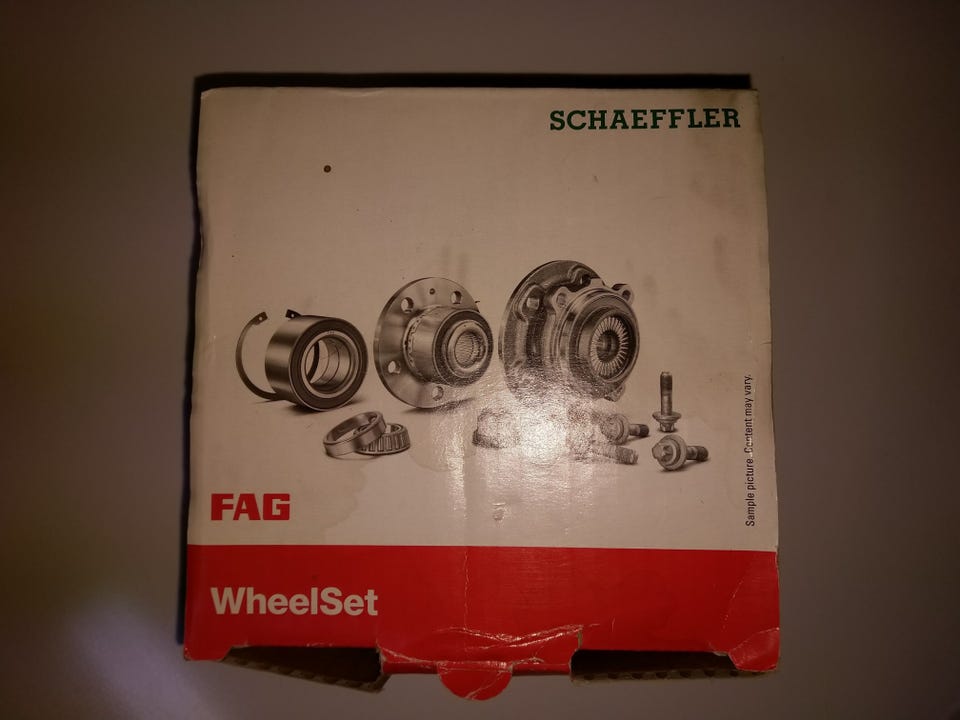 SCHAEFFLER
Sample picture. Content may vary.
FAG
WheelSet